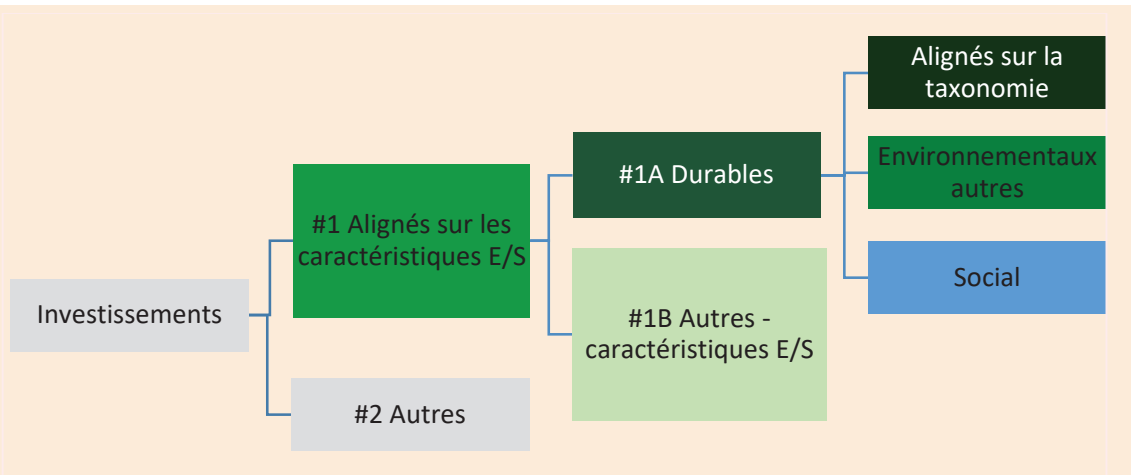 Investissements
#1 Alignés sur les
caractéristiques E/S
#2 Autres
#1A Durables
#1B Autres -
caractéristiques E/S
Alignés sur la
taxonomie
Environnementaux
autres
Social